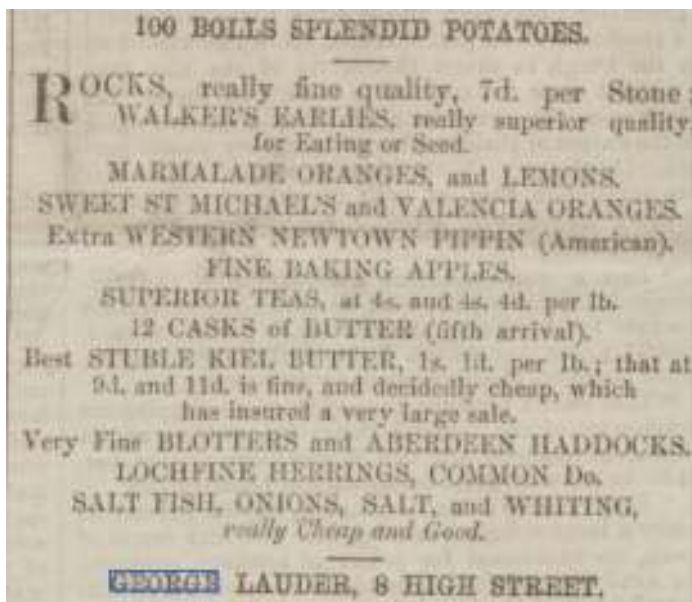 100 BOLLS SPLENDID POTATOES.
ROCKS, really fine quality, 7d. per Stone;
WALKER'S EARLIES, really superior quality
for Eating or Seed.
MARMALADE ORANGES, and LEMONS.
SWEET ST MICHAEL'S and VALENCIA ORANGES.
Extra WESTERN NEWTOWN PIPPIN (American).
FINE BAKING APPLES.
SUPERIOR TEAS, at 4s. and 4s. 4d. per lb.
12 CASKS of BUTTER (fifth arrival).
Best STUBLE KIEL BUTTER, 1s. 1d. per lb.; that at
9d. and 11d. is fine, and decidedly cheap, which
has insured a very large sale.
Very Fine BLOTTERS and ABERDEEN HADDOCKS.
LOCHFINE HERRINGS, COMMON Do.
SALT FISH, ONIONS, SALT, and WHITING,
really Cheap and Good.
GEORGE LAUDER, 8 HIGH STREET.